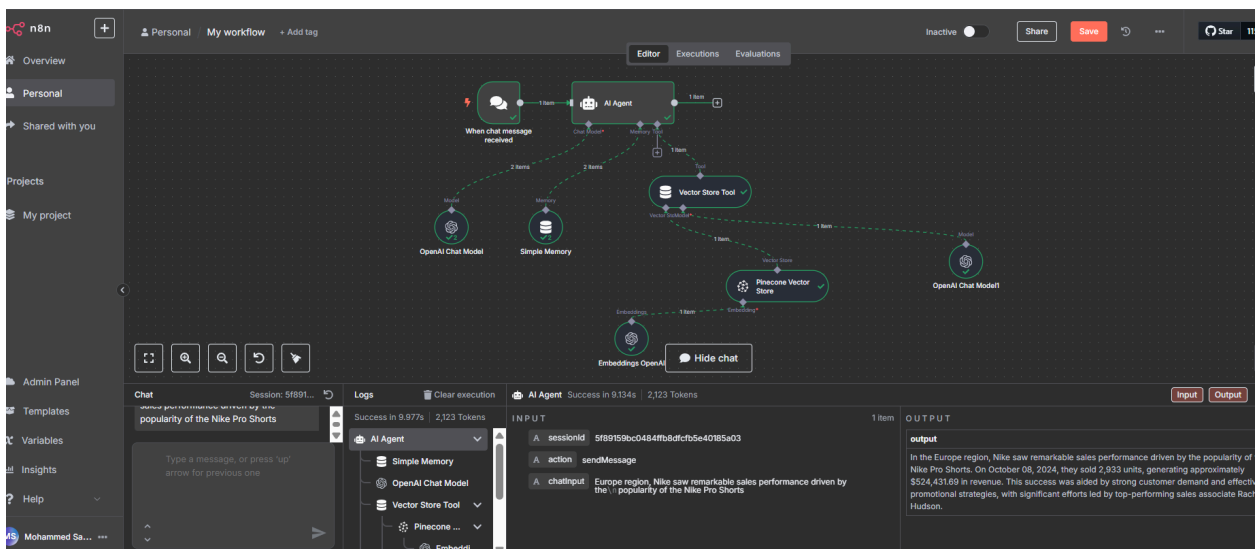 n8n
Personal
My workflow
+ Add tag
Inactive
Share
Save
Star
Overview
Personal
Shared with you
Projects
My project
Admin Panel
Templates
Variables
Insights
Help
Mohammed Sa...
Editor
Executions
Evaluations
1 item
AI Agent
1 item
When chat message
received
Chat Model*
Memory
Tool
1 item
2 items
2 items
Tool
Vector Store Tool
Model
Memory
OpenAI Chat Model
Simple Memory
1 item
1 item
Model
OpenAI Chat Model1
Vector Store
Pinecone Vector
Store
Embedding*
Embeddings
1 item
Embeddings OpenAI
Hide chat
Chat
Session: 5f891...
sales performance driven by the
popularity of the Nike Pro Shorts
Type a message, or press 'up'
arrow for previous one
Logs
Clear execution
Success in 9.977s
2,123 Tokens
AI Agent
Simple Memory
OpenAI Chat Model
Vector Store Tool
Pinecone ...
Embeddi
AI Agent
Success in 9.134s
2,123 Tokens
Input
Output
INPUT
1 item
A sessionId 5f89159bc0484ffb8dfcfb5e40185a03
A action sendMessage
A chatInput Europe region, Nike saw remarkable sales performance driven by
the\n popularity of the Nike Pro Shorts
OUTPUT
output
In the Europe region, Nike saw remarkable sales performance driven by the popularity of
Nike Pro Shorts. On October 08, 2024, they sold 2,933 units, generating approximately
$524,431.69 in revenue. This success was aided by strong customer demand and effectiv
promotional strategies, with significant efforts led by top-performing sales associate Rach
Hudson.